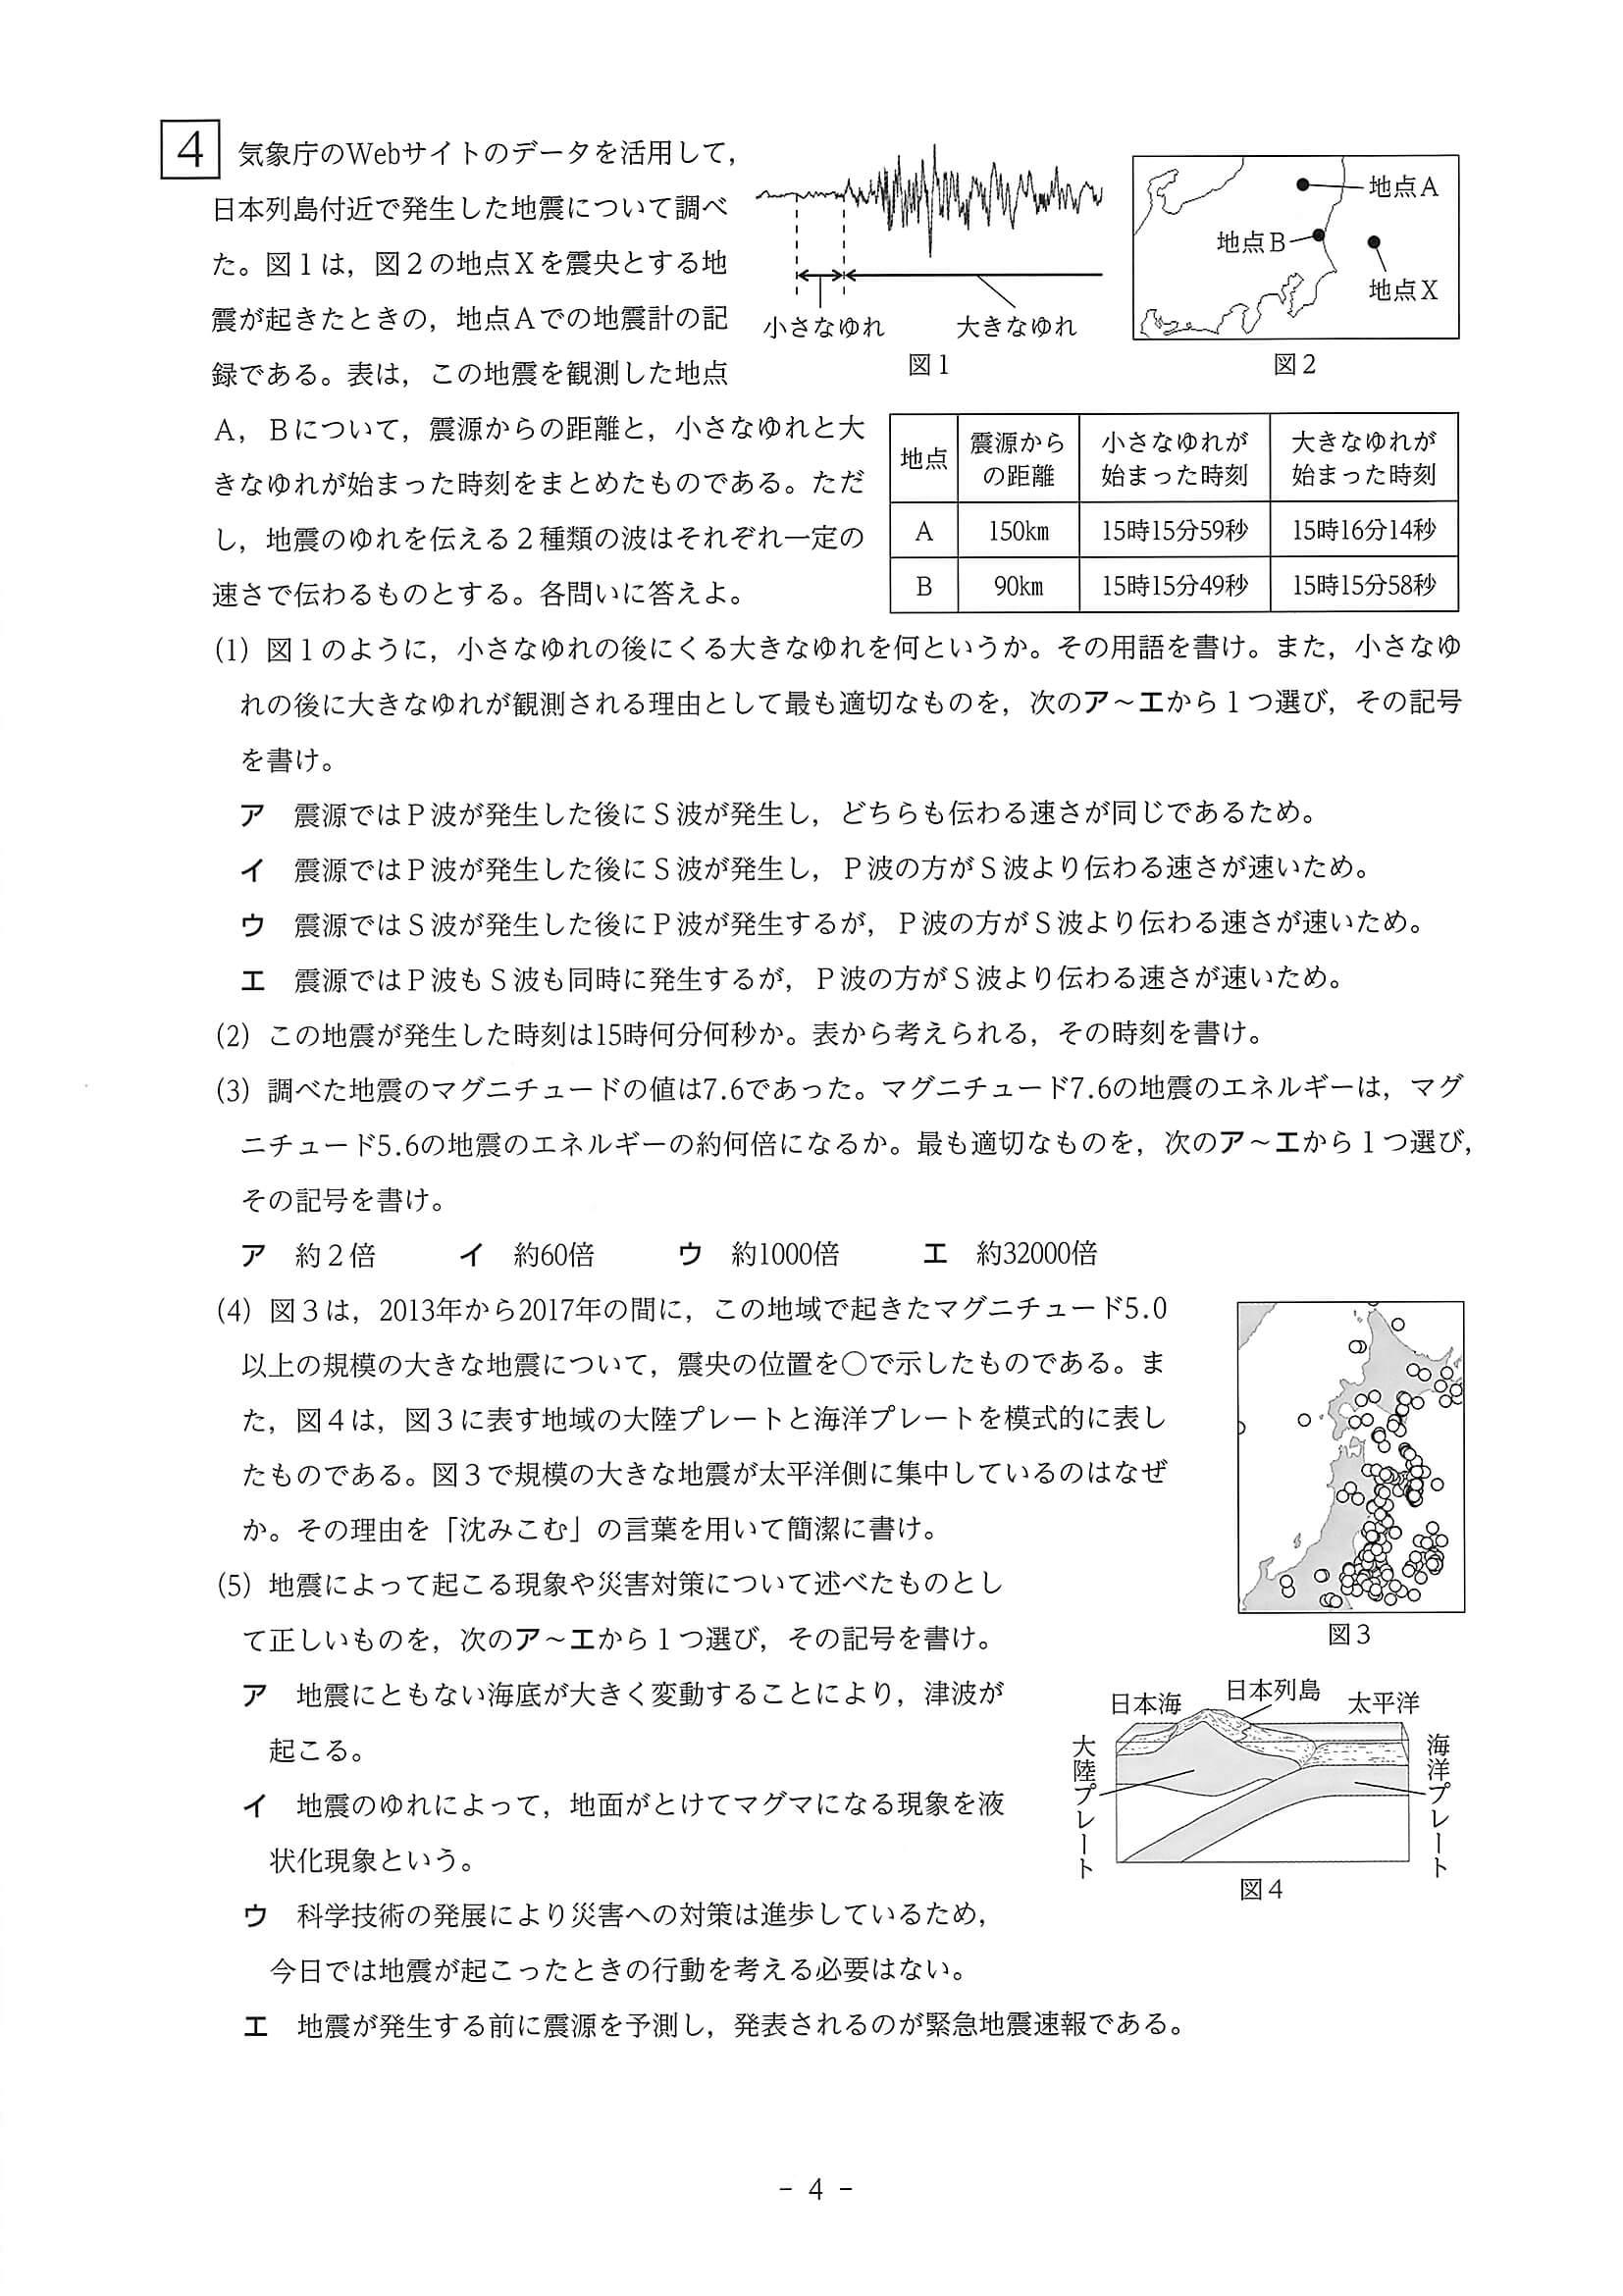 4 気象庁のWebサイトのデータを活用して，
日本列島付近で発生した地震について調べ
た。図１は，図２の地点Ｘを震央とする地
震が起きたときの，地点Ａでの地震計の記
録である。表は，この地震を観測した地点
Ａ，Ｂについて，震源からの距離と，小さなゆれと大
きなゆれが始まった時刻をまとめたものである。ただ
し，地震のゆれを伝える２種類の波はそれぞれ一定の
速さで伝わるものとする。各問いに答えよ。
小さなゆれ 大きなゆれ
図１
地点Ａ
地点Ｂ
地点Ｘ
図２
地点 震源からの距離 小さなゆれが始まった時刻 大きなゆれが始まった時刻
Ａ 150km 15時15分59秒 15時16分14秒
Ｂ 90km 15時15分49秒 15時15分58秒
(1) 図１のように，小さなゆれの後にくる大きなゆれを何というか。その用語を書け。また，小さなゆ
れの後に大きなゆれが観測される理由として最も適切なものを，次のア～エから１つ選び，その記号
を書け。
ア 震源ではＰ波が発生した後にＳ波が発生し，どちらも伝わる速さが同じであるため。
イ 震源ではＰ波が発生した後にＳ波が発生し，Ｐ波の方がＳ波より伝わる速さが速いため。
ウ 震源ではＳ波が発生した後にＰ波が発生するが，Ｐ波の方がＳ波より伝わる速さが速いため。
エ 震源ではＰ波もＳ波も同時に発生するが，Ｐ波の方がＳ波より伝わる速さが速いため。
(2) この地震が発生した時刻は15時何分何秒か。表から考えられる，その時刻を書け。
(3) 調べた地震のマグニチュードの値は7.6であった。マグニチュード7.6の地震のエネルギーは，マグ
ニチュード5.6の地震のエネルギーの約何倍になるか。最も適切なものを，次のア～エから１つ選び，
その記号を書け。
ア 約２倍 イ 約60倍 ウ 約1000倍 エ 約32000倍
(4) 図３は，2013年から2017年の間に，この地域で起きたマグニチュード5.0
以上の規模の大きな地震について，震央の位置を○で示したものである。ま
た，図４は，図３に表す地域の大陸プレートと海洋プレートを模式的に表し
たものである。図３で規模の大きな地震が太平洋側に集中しているのはなぜ
か。その理由を「沈みこむ」の言葉を用いて簡潔に書け。
図３
(5) 地震によって起こる現象や災害対策について述べたものとし
て正しいものを，次のア～エから１つ選び，その記号を書け。
ア 地震にともない海底が大きく変動することにより，津波が
起こる。
イ 地震のゆれによって，地面がとけてマグマになる現象を液
状化現象という。
ウ 科学技術の発展により災害への対策は進歩しているため，
今日では地震が起こったときの行動を考える必要はない。
エ 地震が発生する前に震源を予測し，発表されるのが緊急地震速報である。
日本海 日本列島 太平洋
大陸プレート
海洋プレート
図４
- 4 -